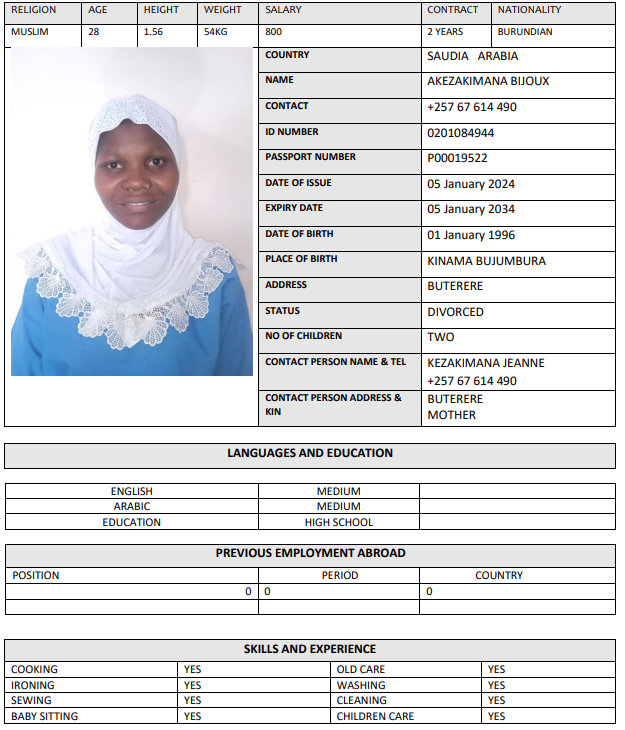 RELIGION AGE HEIGHT WEIGHT SALARY CONTRACT NATIONALITY
MUSLIM 28 1.56 54KG 800 2 YEARS BURUNDIAN
COUNTRY SAUDIA ARABIA
NAME AKEZAKIMANA BIJOUX
CONTACT +257 67 614 490
ID NUMBER 0201084944
PASSPORT NUMBER P00019522
DATE OF ISSUE 05 January 2024
EXPIRY DATE 05 January 2034
DATE OF BIRTH 01 January 1996
PLACE OF BIRTH KINAMA BUJUMBURA
ADDRESS BUTERERE
STATUS DIVORCED
NO OF CHILDREN TWO
CONTACT PERSON NAME & TEL KEZAKIMANA JEANNE
+257 67 614 490
CONTACT PERSON ADDRESS & BUTERERE
KIN MOTHER
LANGUAGES AND EDUCATION
ENGLISH MEDIUM
ARABIC MEDIUM
EDUCATION HIGH SCHOOL
PREVIOUS EMPLOYMENT ABROAD
POSITION PERIOD COUNTRY
0 0 0
SKILLS AND EXPERIENCE
COOKING YES OLD CARE YES
IRONING YES WASHING YES
SEWING YES CLEANING YES
BABY SITTING YES CHILDREN CARE YES